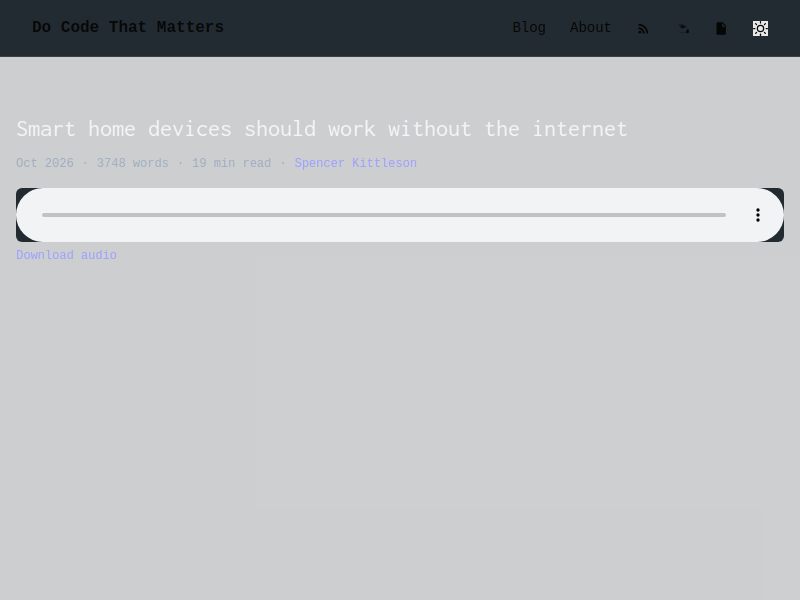 Do Code That Matters
Blog About
Smart home devices should work without the internet
Oct 2026 · 3748 words · 19 min read · Spencer Kittleson
Download audio